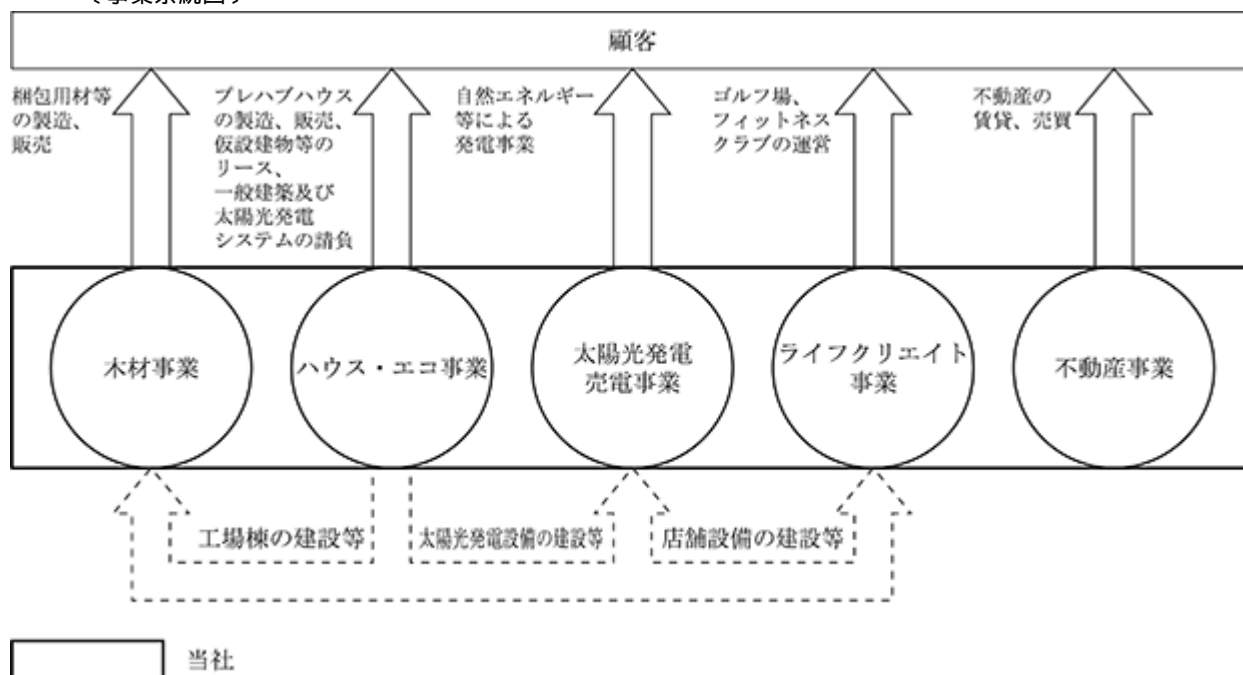 （事業系統図）
顧客
梱包用材等
の製造、
販売
プレハブハウス
の製造、販売、
仮設建物等の
リース、
一般建築及び
太陽光発電
システムの請負
自然エネルギー
等による
発電事業
ゴルフ場、
フィットネス
クラブの運営
不動産の
賃貸、売買
木材事業
ハウス・エコ事業
太陽光発電
売電事業
ライフクリエイト
事業
不動産事業
工場棟の建設等
太陽光発電設備の建設等
店舗設備の建設等
当社